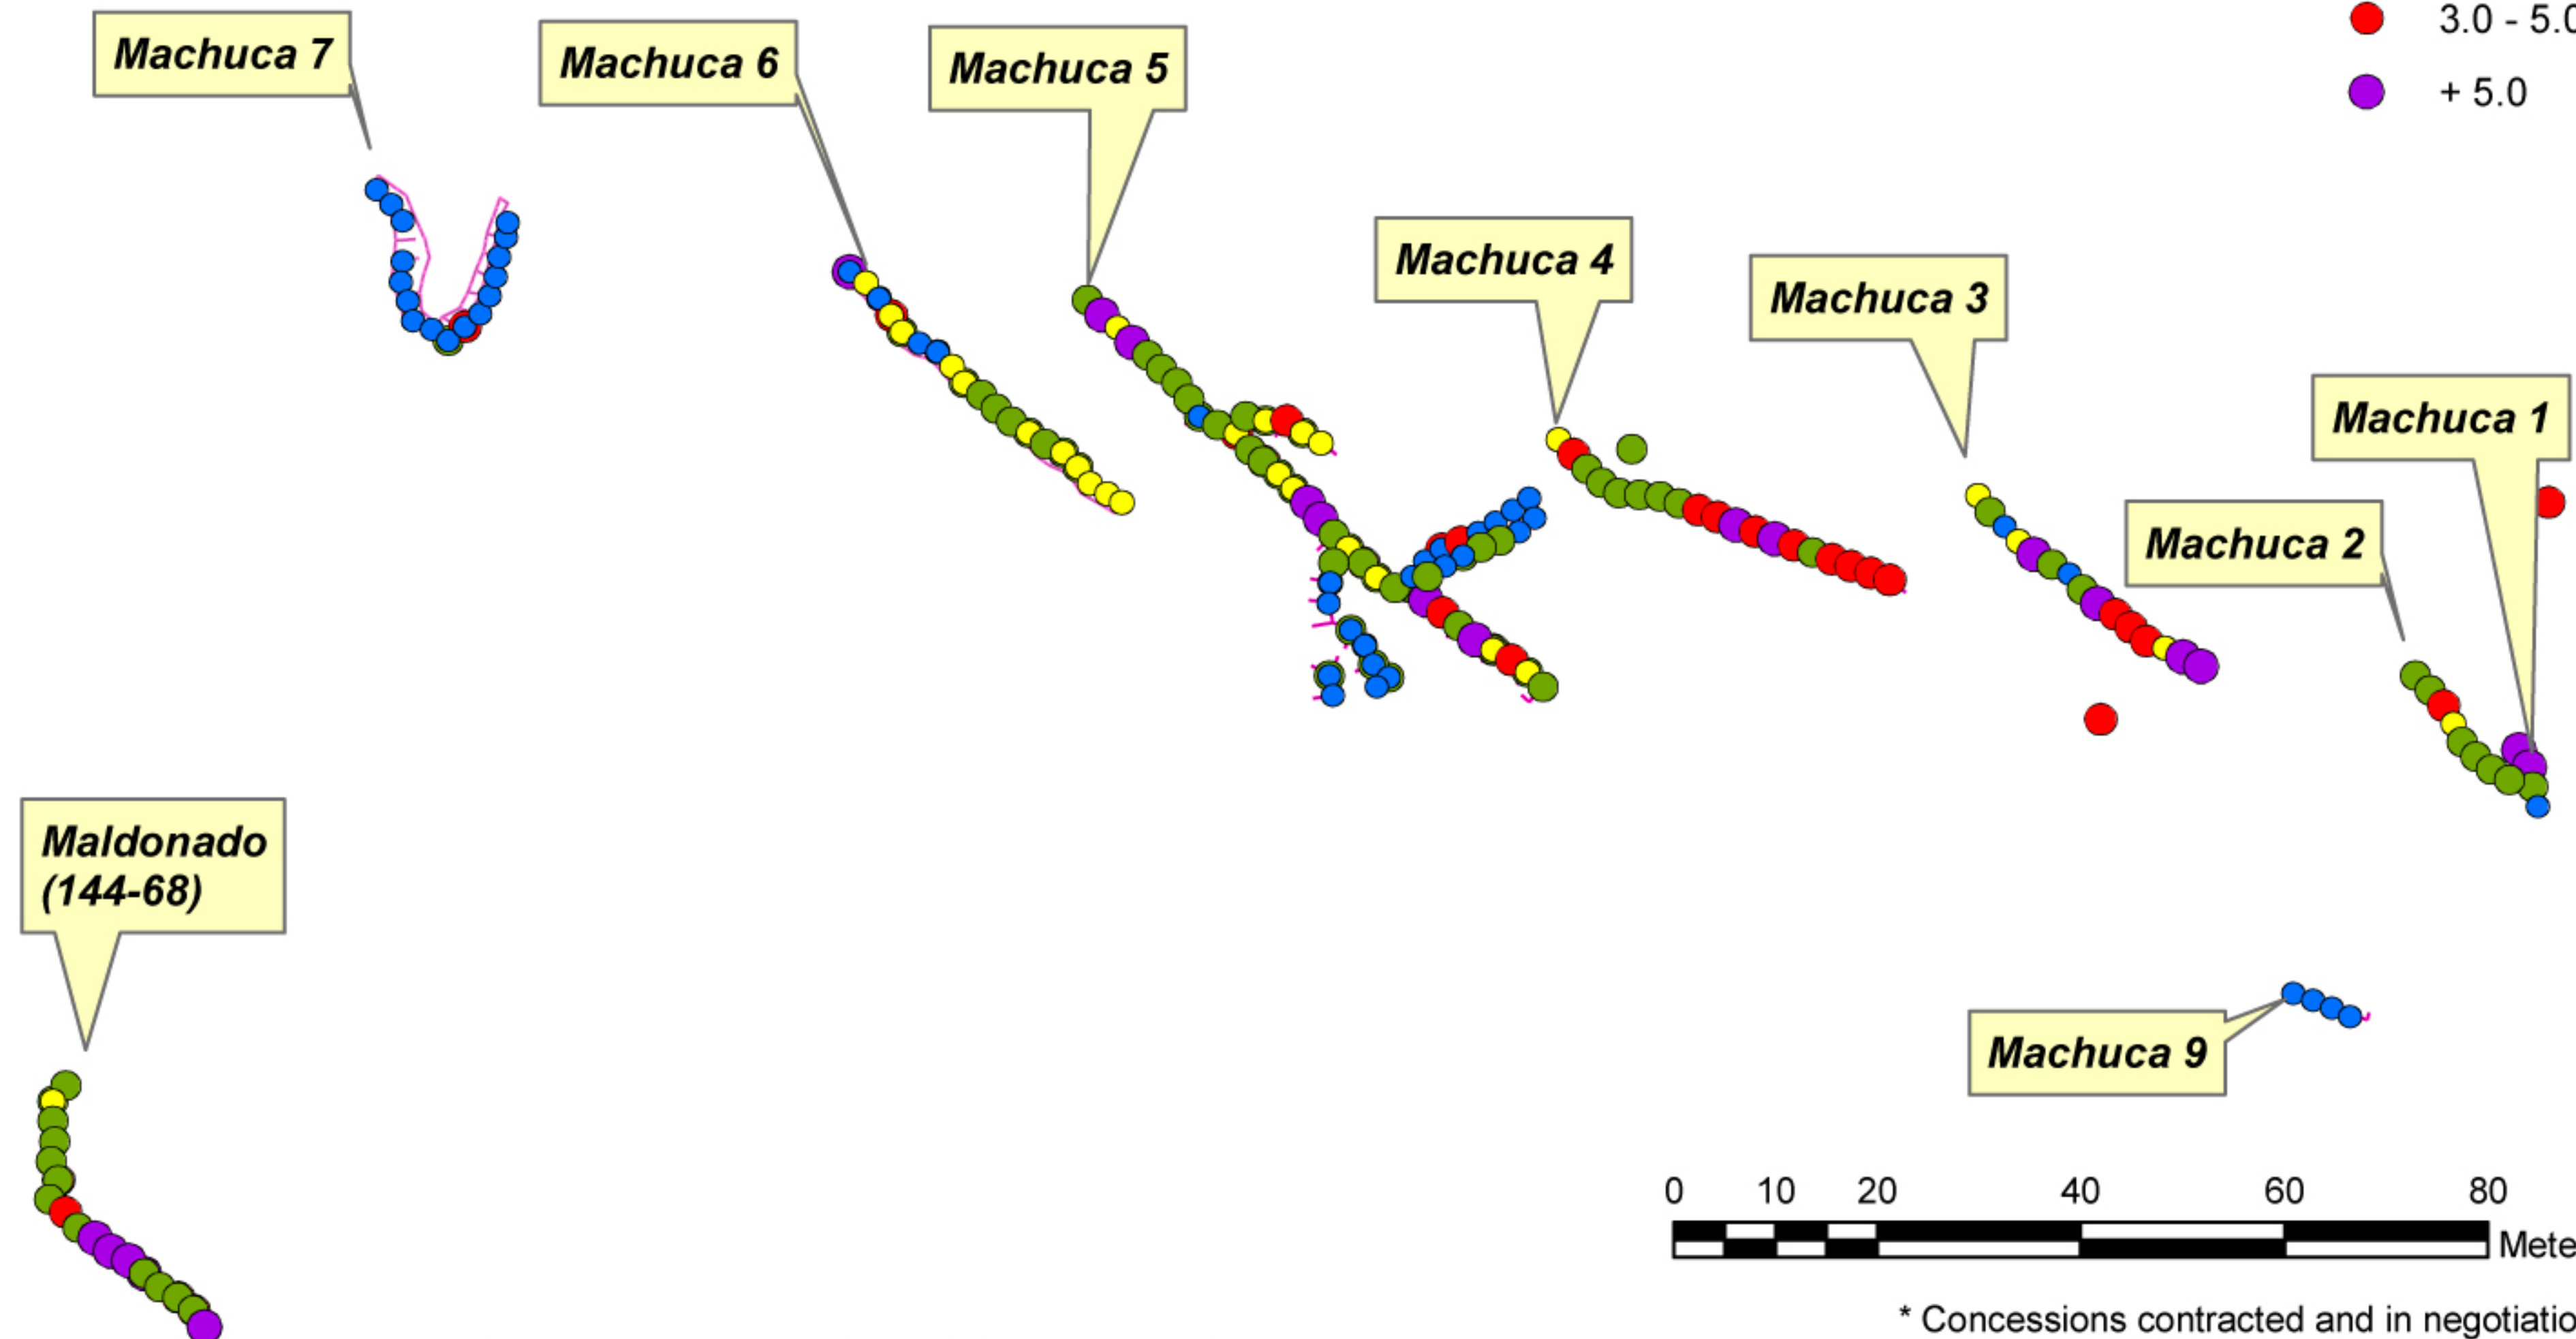 Machuca 7
Machuca 6
Machuca 5
3.0 - 5.0
+ 5.0
Machuca 4
Machuca 3
Machuca 1
Machuca 2
Maldonado
(144-68)
Machuca 9
0 10 20 40 60 80
Mete
* Concessions contracted and in negotiatio